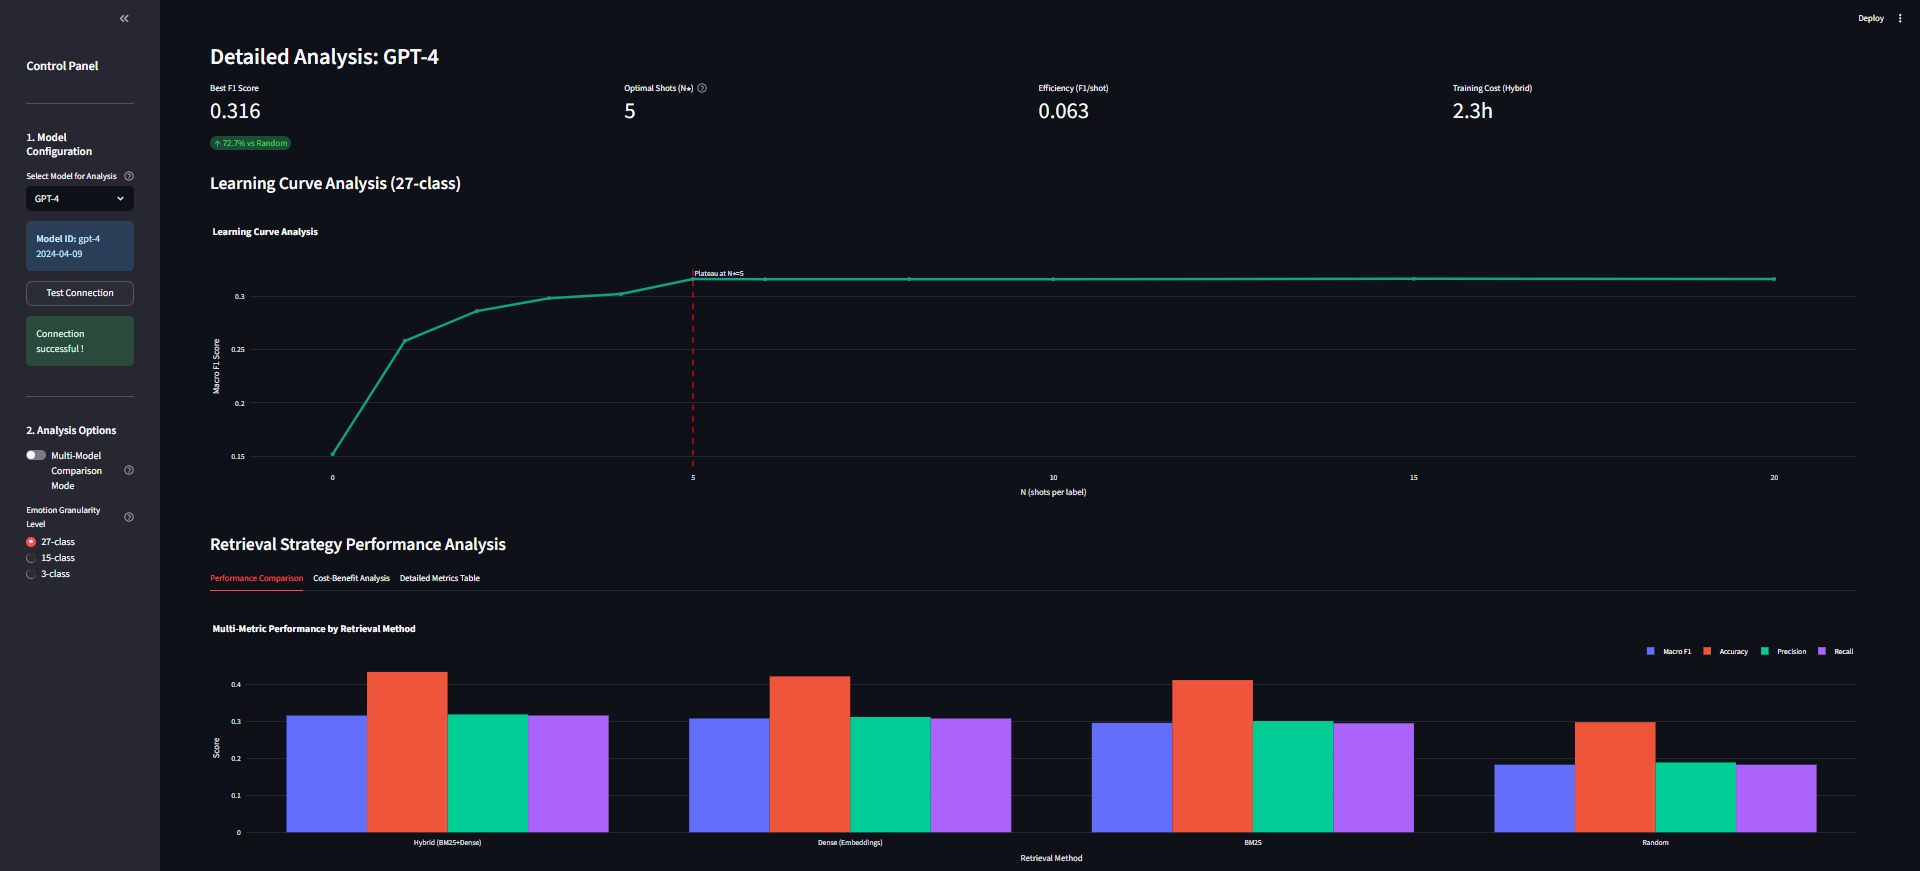 Control Panel
1. Model
Configuration
Select Model for Analysis
GPT-4
Model ID: gpt-4
2024-04-09
Test Connection
Connection
successful !
2. Analysis Options
Multi-Model
Comparison
Mode
Emotion Granularity
Level
27-class
15-class
3-class
Deploy
Detailed Analysis: GPT-4
Best F1 Score
0.316
↑ 72.7% vs Random
Optimal Shots (N⋆)
5
Efficiency (F1/shot)
0.063
Training Cost (Hybrid)
2.3h
Learning Curve Analysis (27-class)
Learning Curve Analysis
Plateau at N⋆=5
Macro F1 Score
0.3
0.25
0.2
0.15
0
5
10
15
20
N (shots per label)
Retrieval Strategy Performance Analysis
Performance Comparison
Cost-Benefit Analysis
Detailed Metrics Table
Multi-Metric Performance by Retrieval Method
Macro F1
Accuracy
Precision
Recall
Score
0.4
0.3
0.2
0.1
0
Hybrid (BM25+Dense)
Dense (Embeddings)
BM25
Random
Retrieval Method